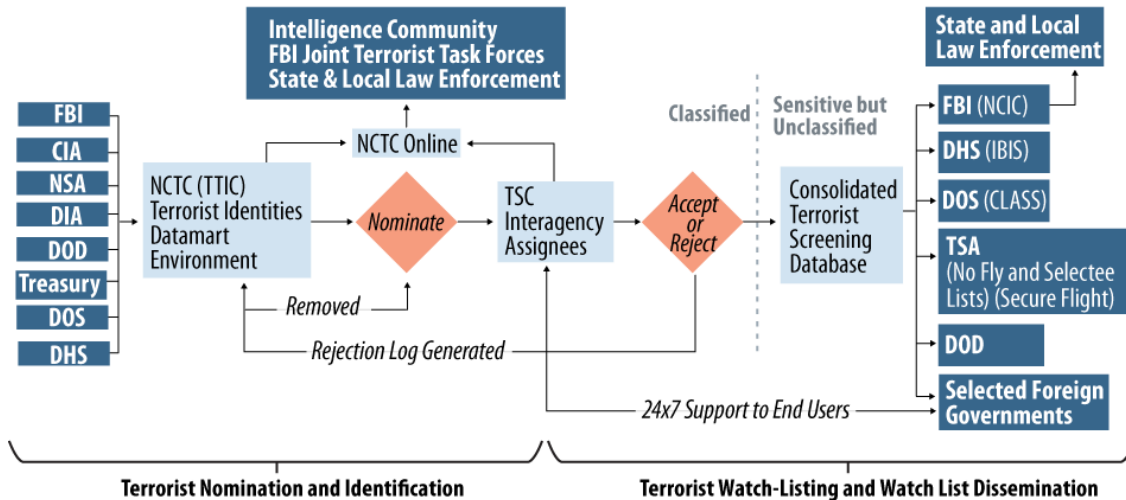 Intelligence Community
FBI Joint Terrorist Task Forces
State & Local Law Enforcement
State and Local
Law Enforcement
FBI
CIA
NSA
DIA
DOD
Treasury
DOS
DHS
NCTC (TTIC)
Terrorist Identities
Datamart
Environment
NCTC Online
Nominate
Removed
Rejection Log Generated
TSC
Interagency
Assignees
Accept
or
Reject
Classified
Sensitive but
Unclassified
Consolidated
Terrorist
Screening
Database
FBI (NCIC)
DHS (IBIS)
DOS (CLASS)
TSA
(No Fly and Selectee
Lists) (Secure Flight)
DOD
Selected Foreign
Governments
24x7 Support to End Users
Terrorist Nomination and Identification
Terrorist Watch-Listing and Watch List Dissemination